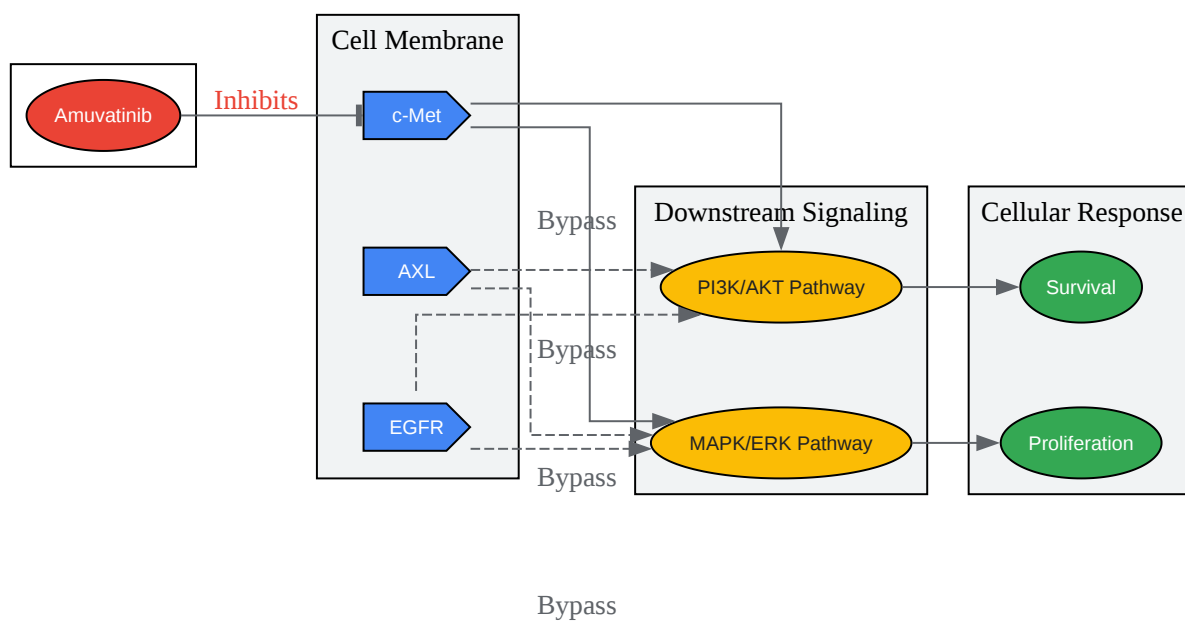 Cell Membrane
Amuvatinib
Inhibits
c-Met
Bypass
Downstream Signaling
Cellular Response
AXL
PI3K/AKT Pathway
Survival
Bypass
EGFR
MAPK/ERK Pathway
Proliferation
Bypass
Bypass